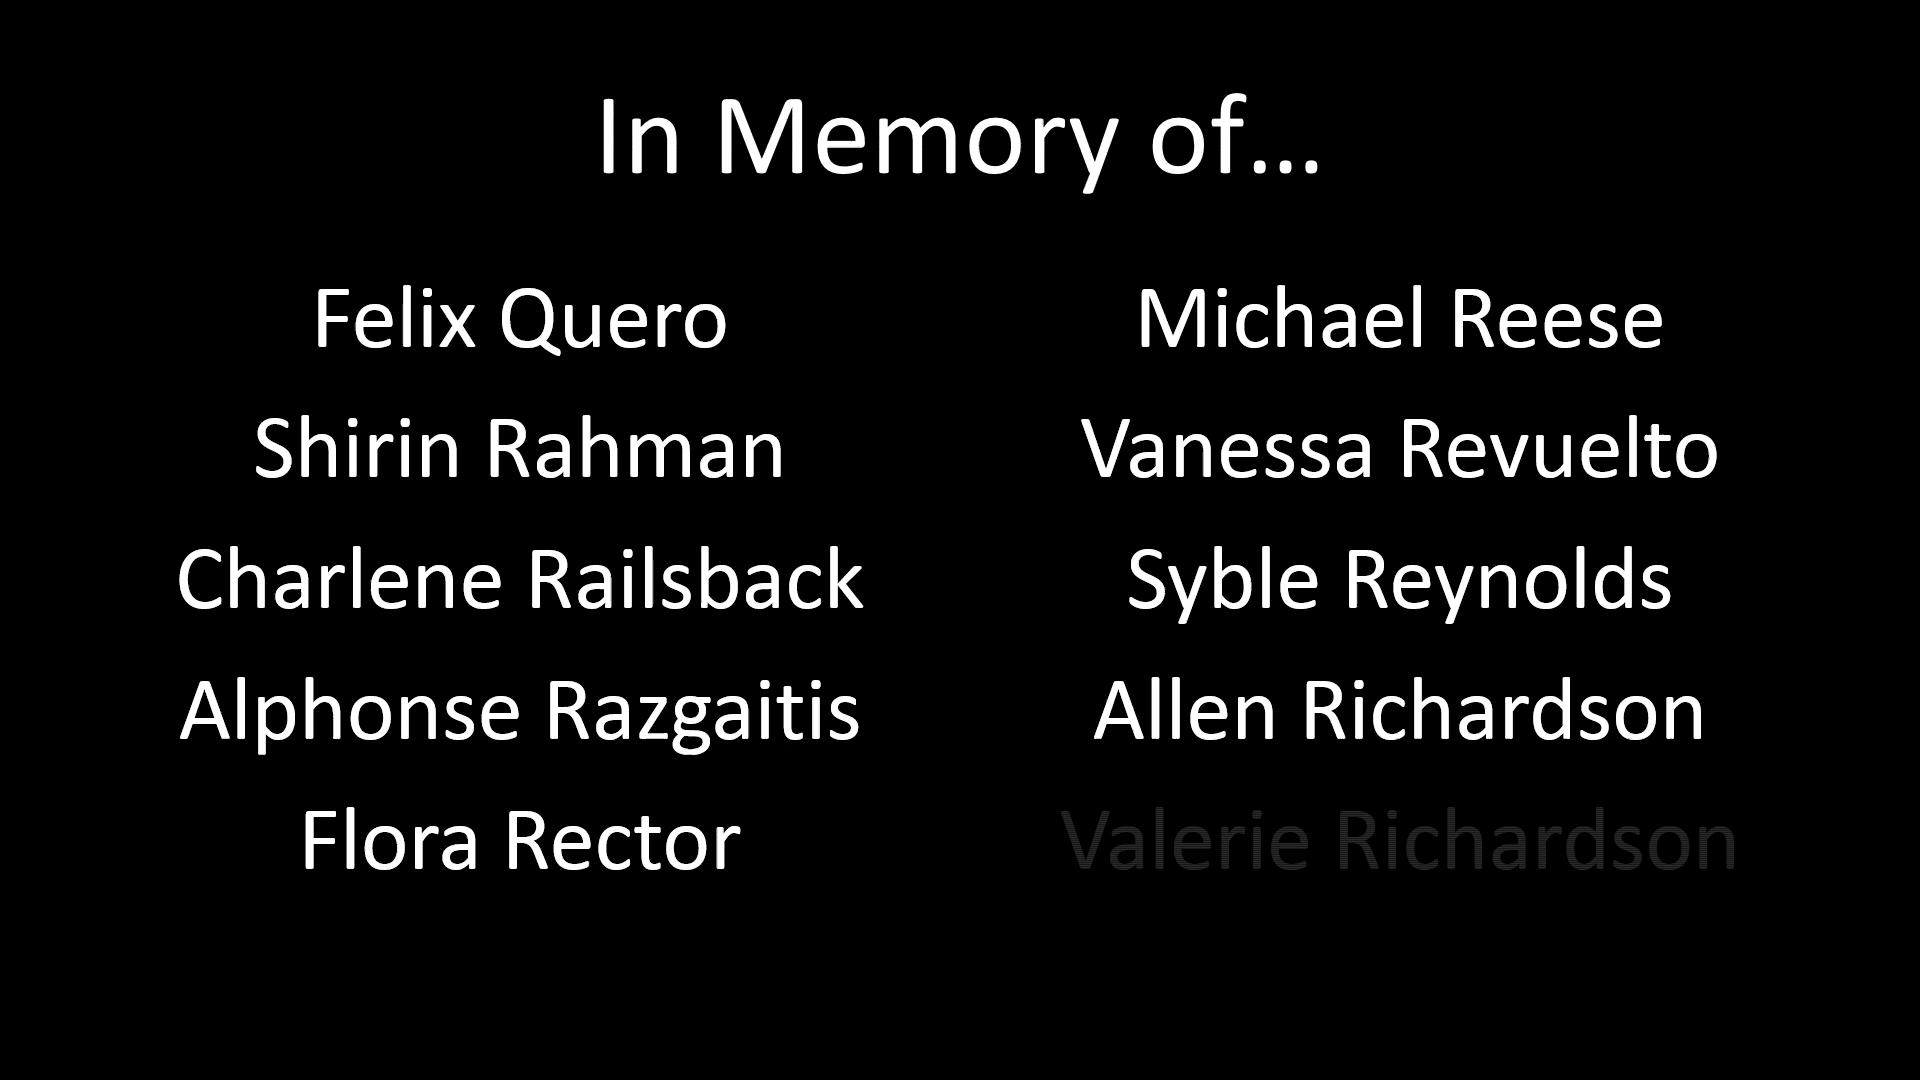 In Memory of...
Felix Quero
Shirin Rahman
Charlene Railsback
Alphonse Razgaitis
Flora Rector
Michael Reese
Vanessa Revuelto
Syble Reynolds
Allen Richardson
Valerie Richardson